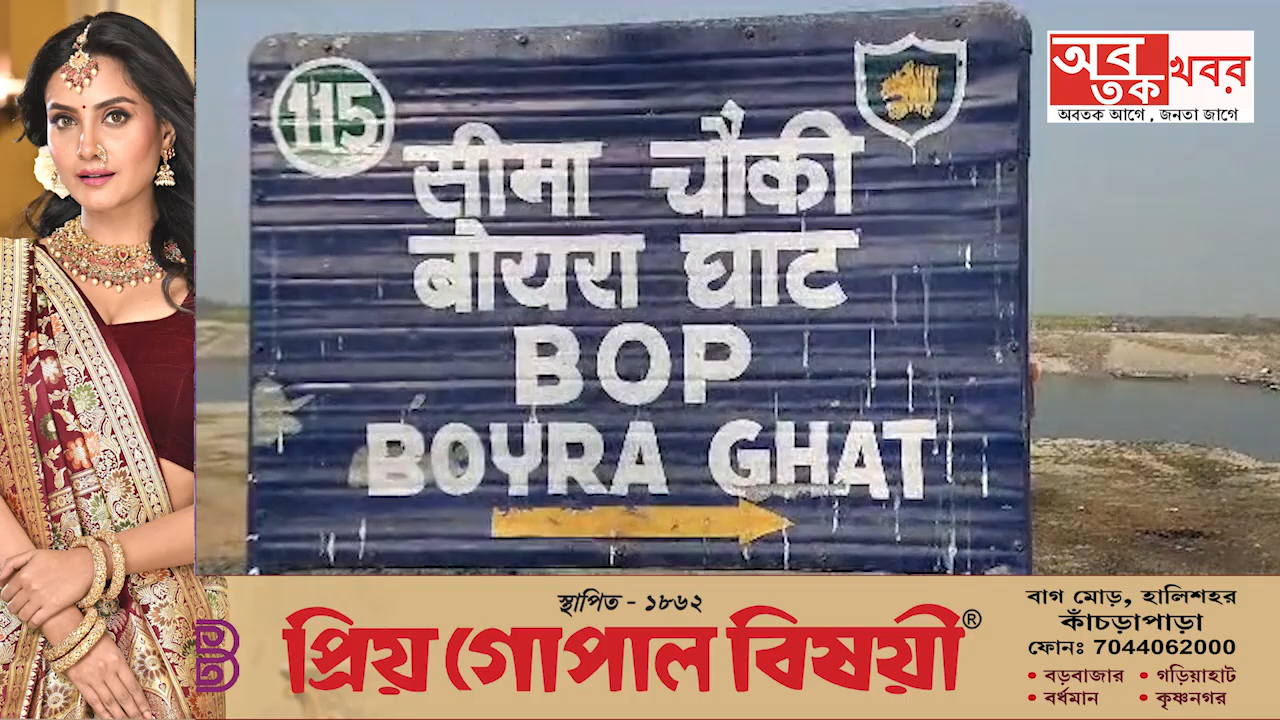 115
सीमा चौकी
बोयरा घाट
BOP
BOYRA GHAT
অব
তক
খবর
অবতক আগে , জনতা জাগে
স্থাপিত - ১৮৬২
প্রিয় গোপাল বিষয়ী®
বাগ মোড়, হালিশহর
কাঁচড়াপাড়া
ফোনঃ 7044062000
• বড়বাজার • গড়িয়াহাট
• বর্ধমান • কৃষ্ণনগর